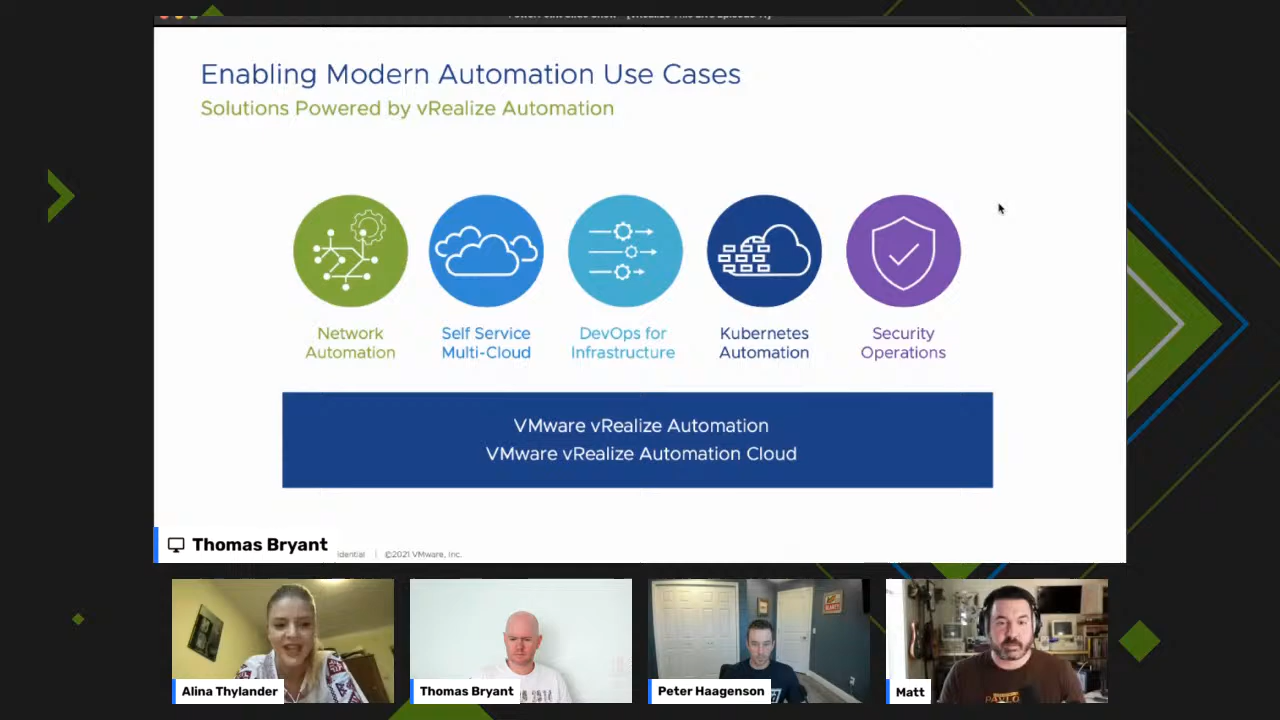 Enabling Modern Automation Use Cases
Solutions Powered by vRealize Automation
Network
Automation
Self Service
Multi-Cloud
DevOps for
Infrastructure
Kubernetes
Automation
Security
Operations
VMware vRealize Automation
VMware vRealize Automation Cloud
Thomas Bryant
idential | ©2021 VMware, Inc.
Alina Thylander
Thomas Bryant
Peter Haagenson
Matt